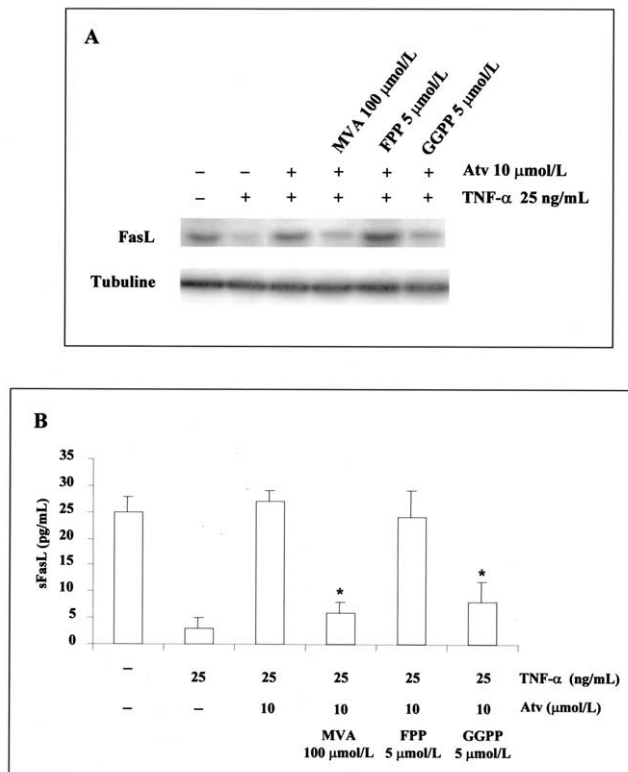 A
MVA 100 μmol/L
FPP 5 μmol/L
GGPP 5 μmol/L
– – + + + + Atv 10 μmol/L
– + + + + + TNF-α 25 ng/mL
FasL
Tubuline
B
sFasL (pg/mL)
35
30
25
20
15
10
5
0
* *
– 25 25 25 25 25 TNF-α (ng/mL)
– – 10 10 10 10 Atv (μmol/L)
MVA FPP GGPP
100 μmol/L 5 μmol/L 5 μmol/L